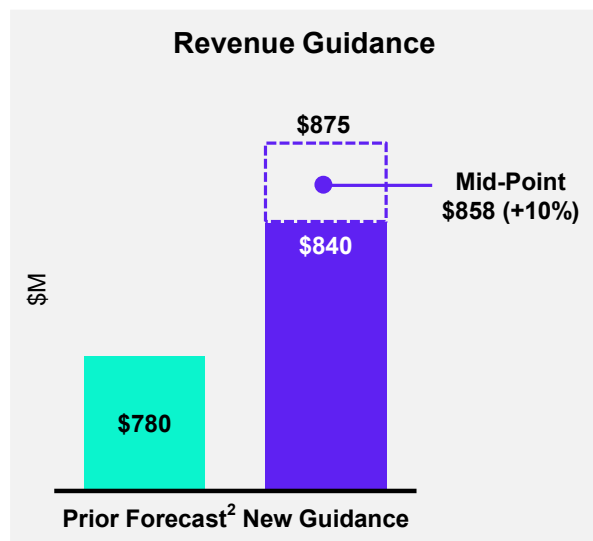 Revenue Guidance
$875
Mid-Point
$858 (+10%)
$840
$M
$780
Prior Forecast² New Guidance